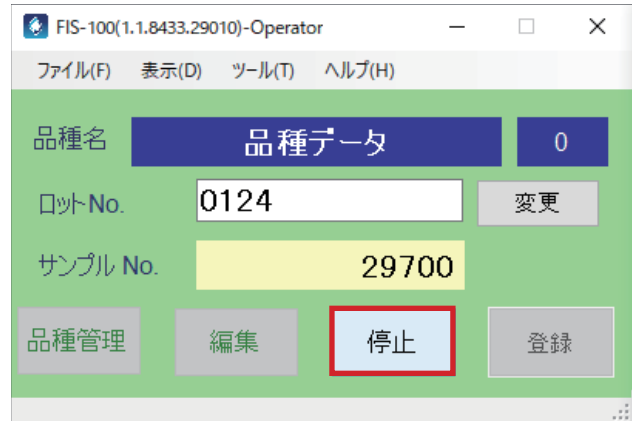 FIS-100(1.1.8433.29010)-Operator
ファイル(F) 表示(D) ツール(T) ヘルプ(H)
品種名 品種データ 0
ロットNo. 0124 変更
サンプル No. 29700
品種管理 編集 停止 登録